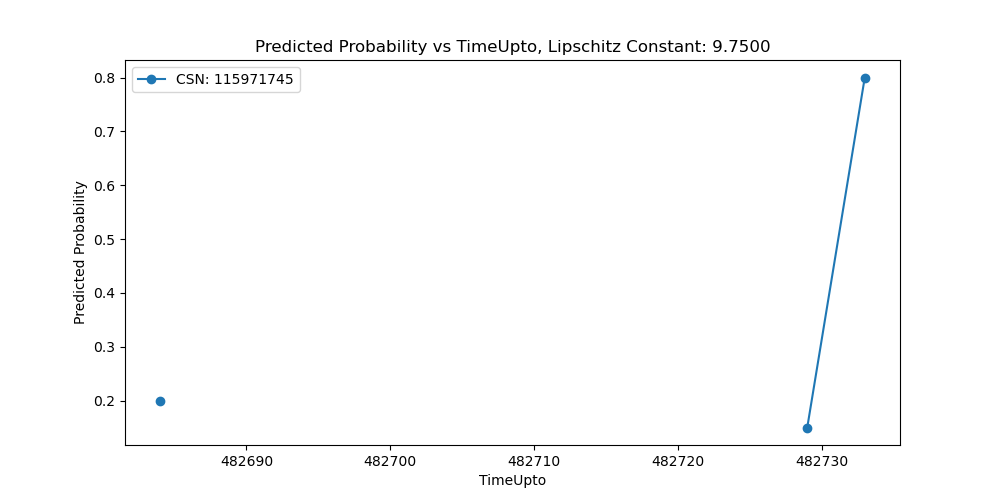 Predicted Probability vs TimeUpto, Lipschitz Constant: 9.7500
CSN: 115971745
Predicted Probability
0.8
0.7
0.6
0.5
0.4
0.3
0.2
482690 482700 482710 482720 482730
TimeUpto